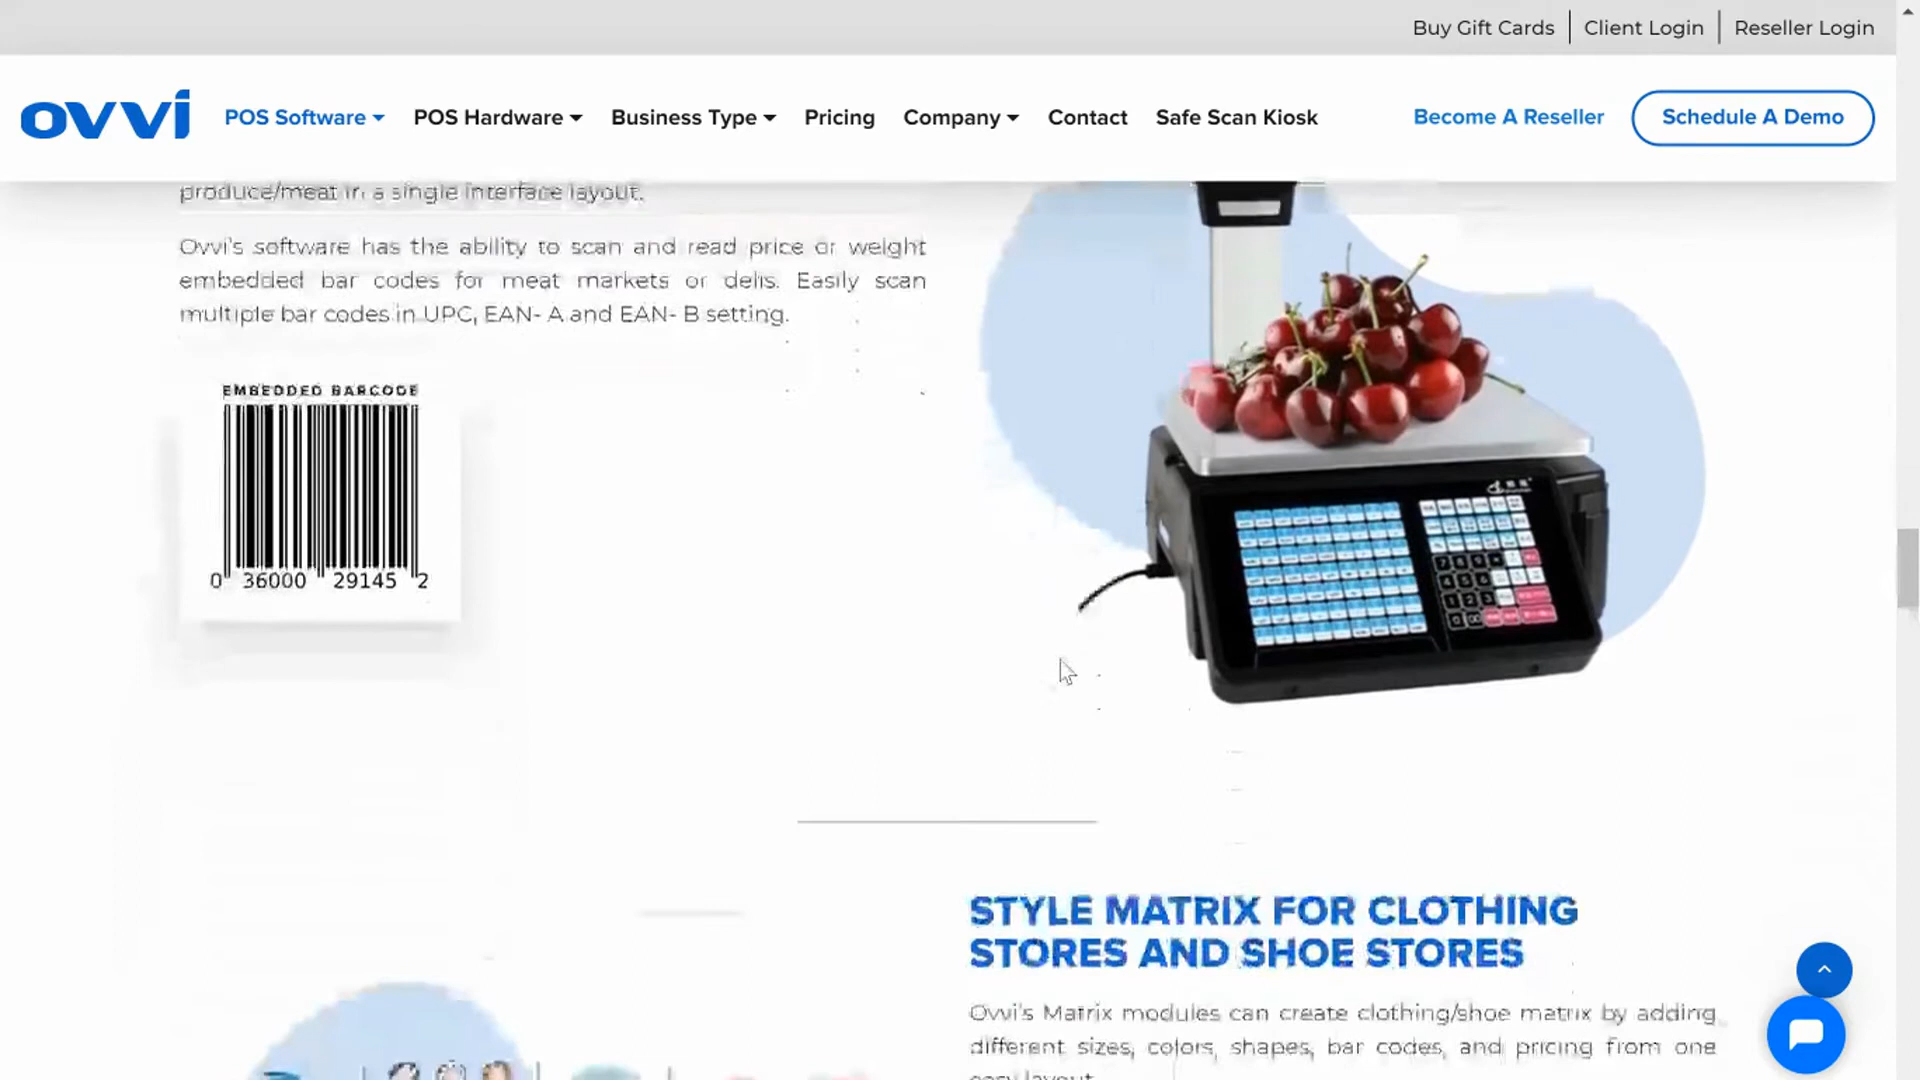 Buy Gift Cards Client Login Reseller Login
ovvi POS Software POS Hardware Business Type Pricing Company Contact Safe Scan Kiosk Become A Reseller Schedule A Demo
produce/meat in a single interface layout.
Ovvi's software has the ability to scan and read price or weight
embedded bar codes for meat markets or delis. Easily scan
multiple bar codes in UPC, EAN- A and EAN- B setting.
EMBEDDED BARCODE
0 36000 29145 2
STYLE MATRIX FOR CLOTHING
STORES AND SHOE STORES
Ovvi's Matrix modules can create clothing/shoe matrix by adding
different sizes, colors, shapes, bar codes, and pricing from one
easy layout.